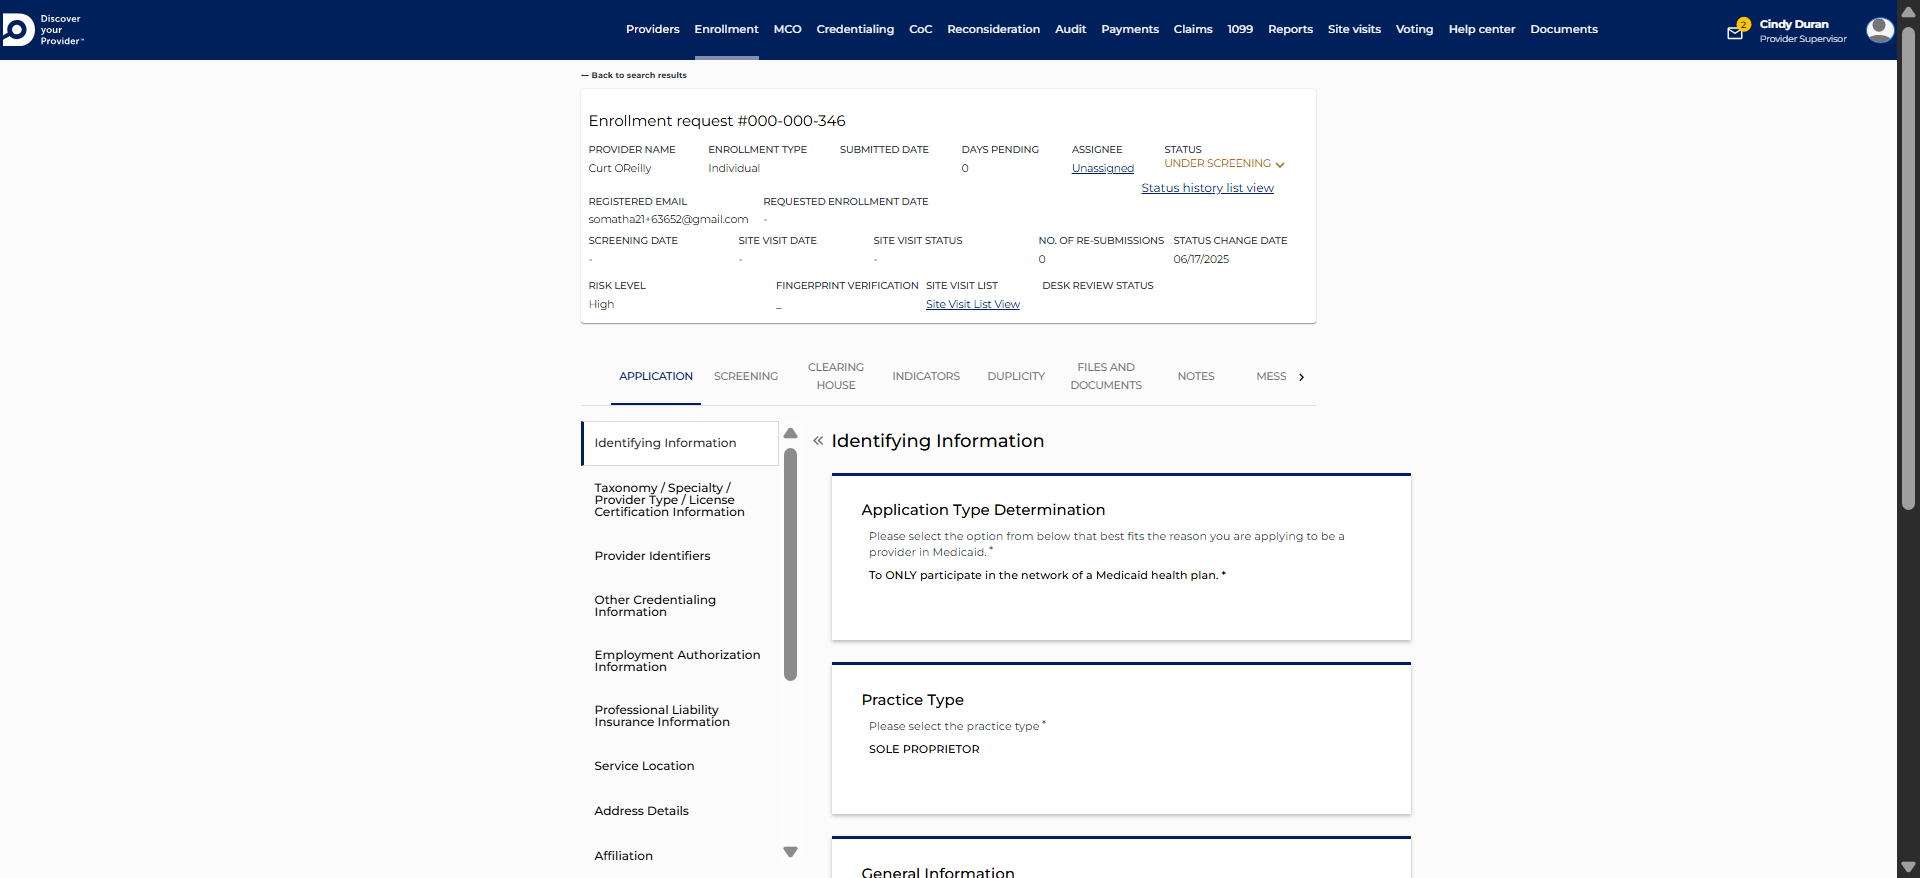 Discover
your
Provider™
Providers Enrollment MCO Credentialing CoC Reconsideration Audit Payments Claims 1099 Reports Site visits Voting Help center Documents
2
Cindy Duran
Provider Supervisor
Back to search results
Enrollment request #000-000-346
PROVIDER NAME ENROLLMENT TYPE SUBMITTED DATE DAYS PENDING ASSIGNEE STATUS
Curt OReilly Individual 0 Unassigned UNDER SCREENING
Status history list view
REGISTERED EMAIL REQUESTED ENROLLMENT DATE
somatha21+63652@gmail.com -
SCREENING DATE SITE VISIT DATE SITE VISIT STATUS NO. OF RE-SUBMISSIONS STATUS CHANGE DATE
- - - 0 06/17/2025
RISK LEVEL FINGERPRINT VERIFICATION SITE VISIT LIST DESK REVIEW STATUS
High _ Site Visit List View
APPLICATION SCREENING CLEARING HOUSE INDICATORS DUPLICITY FILES AND DOCUMENTS NOTES MESS
Identifying Information
Taxonomy / Specialty /
Provider Type / License
Certification Information
Provider Identifiers
Other Credentialing
Information
Employment Authorization
Information
Professional Liability
Insurance Information
Service Location
Address Details
Affiliation
Identifying Information
Application Type Determination
Please select the option from below that best fits the reason you are applying to be a
provider in Medicaid. *
To ONLY participate in the network of a Medicaid health plan. *
Practice Type
Please select the practice type *
SOLE PROPRIETOR
General Information